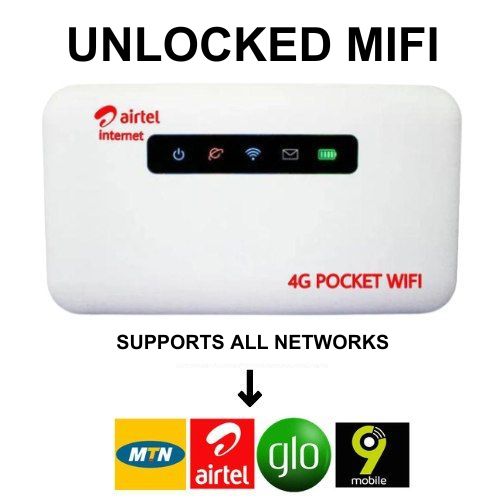 UNLOCKED MIFI
airtel
internet
4G POCKET WIFI
SUPPORTS ALL NETWORKS
MTN
airtel
glo
9
mobile